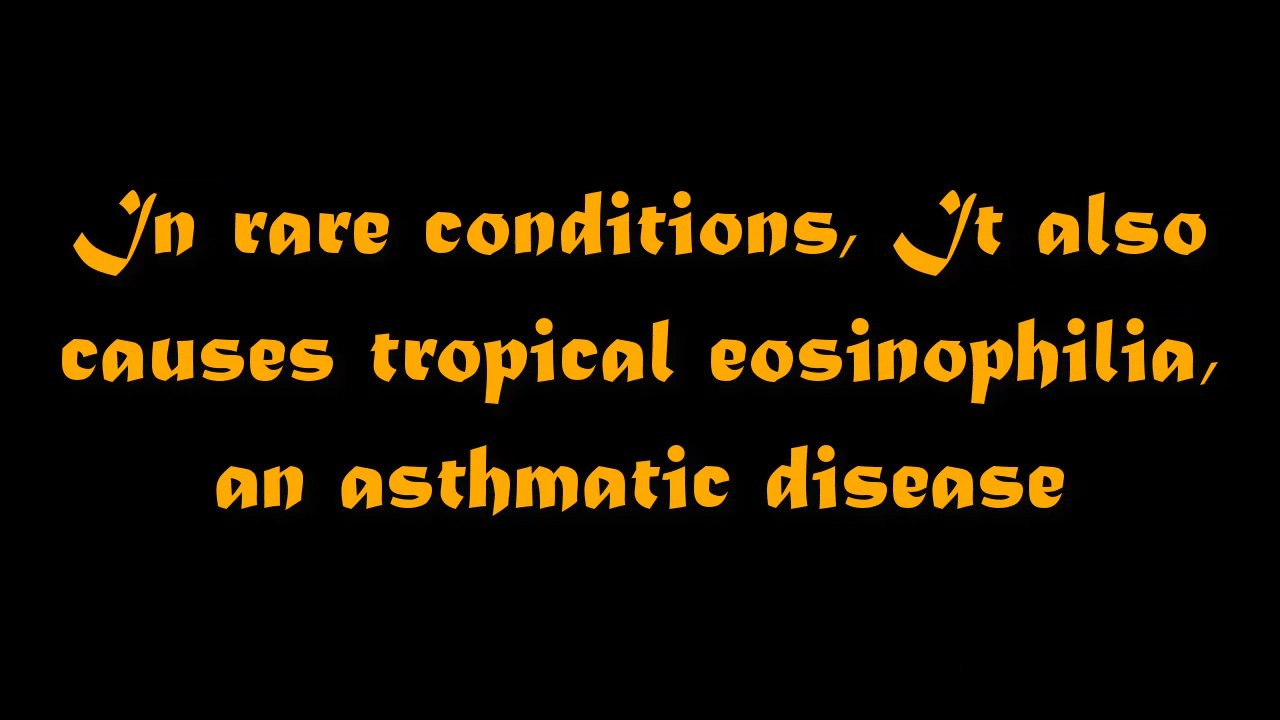 In rare conditions, It also
causes tropical eosinophilia,
an asthmatic disease